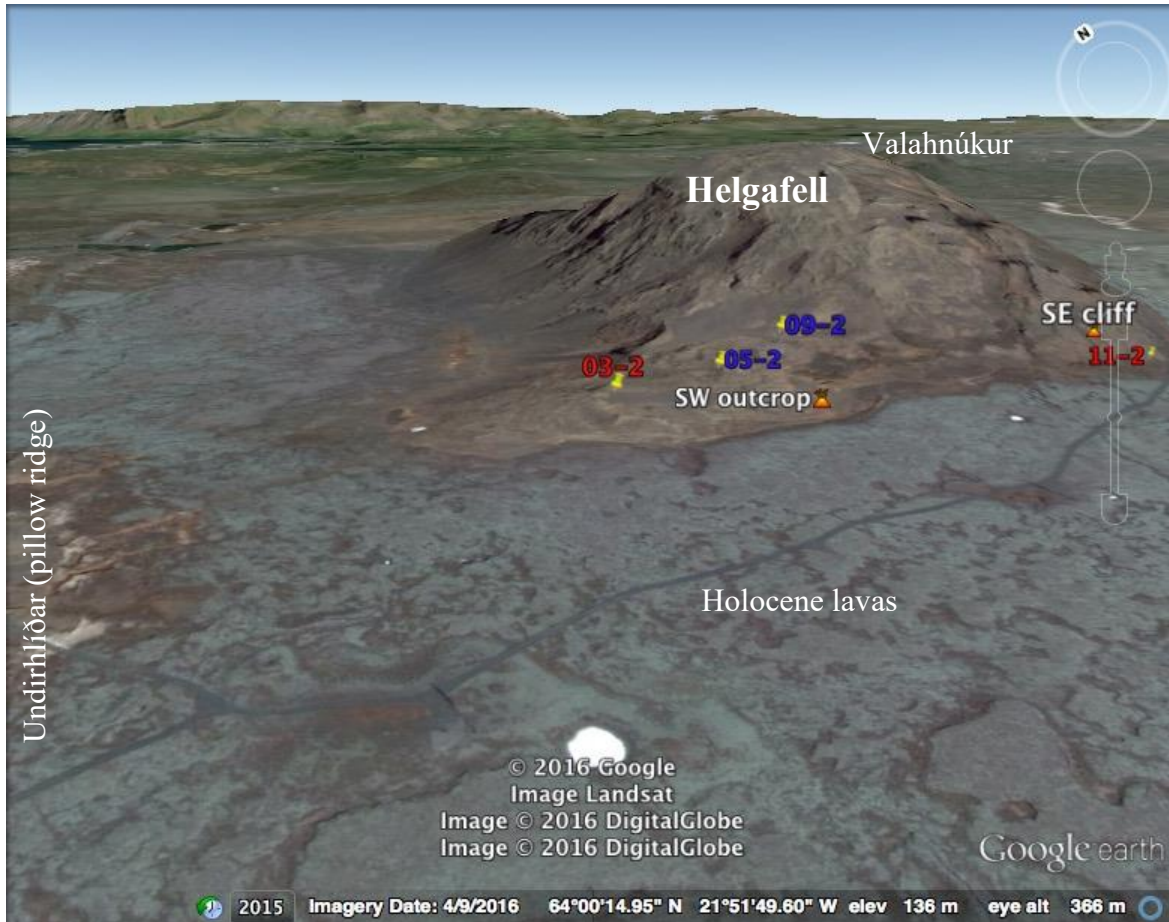 N
Valahnúkur
Helgafell
SE cliff
09-2
11-2
05-2
03-2
SW outcrop
Undirhlíðar (pillow ridge)
Holocene lavas
© 2016 Google
Image Landsat
Image © 2016 DigitalGlobe
Image © 2016 DigitalGlobe
Google earth
2015 Imagery Date: 4/9/2016 64°00'14.95" N 21°51'49.60" W elev 136 m eye alt 366 m